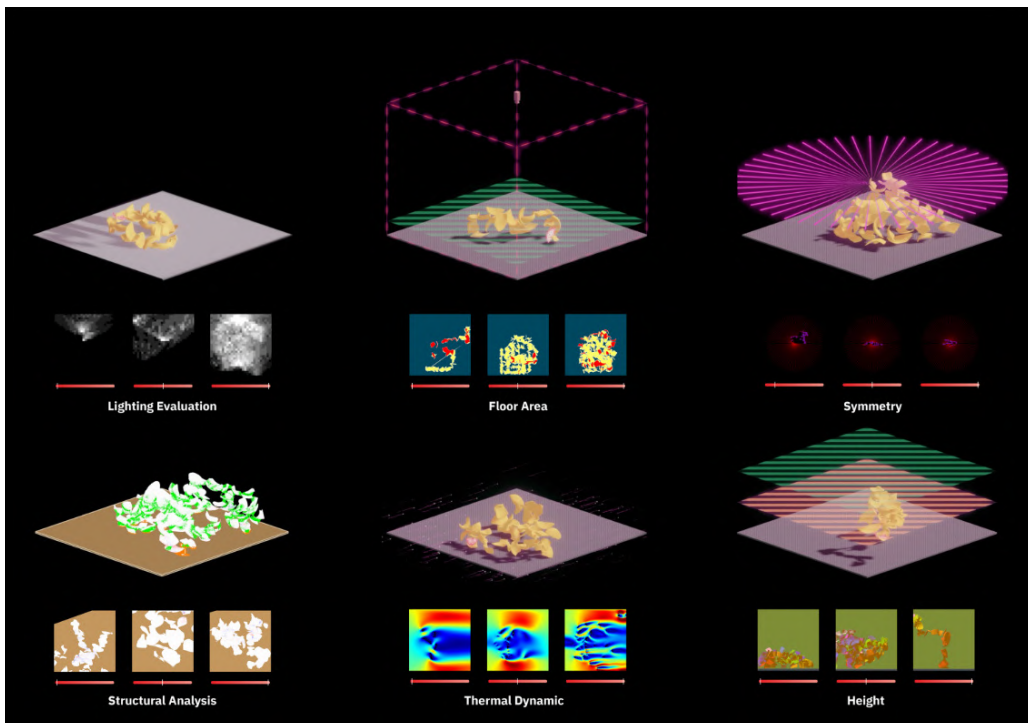 Lighting Evaluation
Floor Area
Symmetry
Structural Analysis
Thermal Dynamic
Height